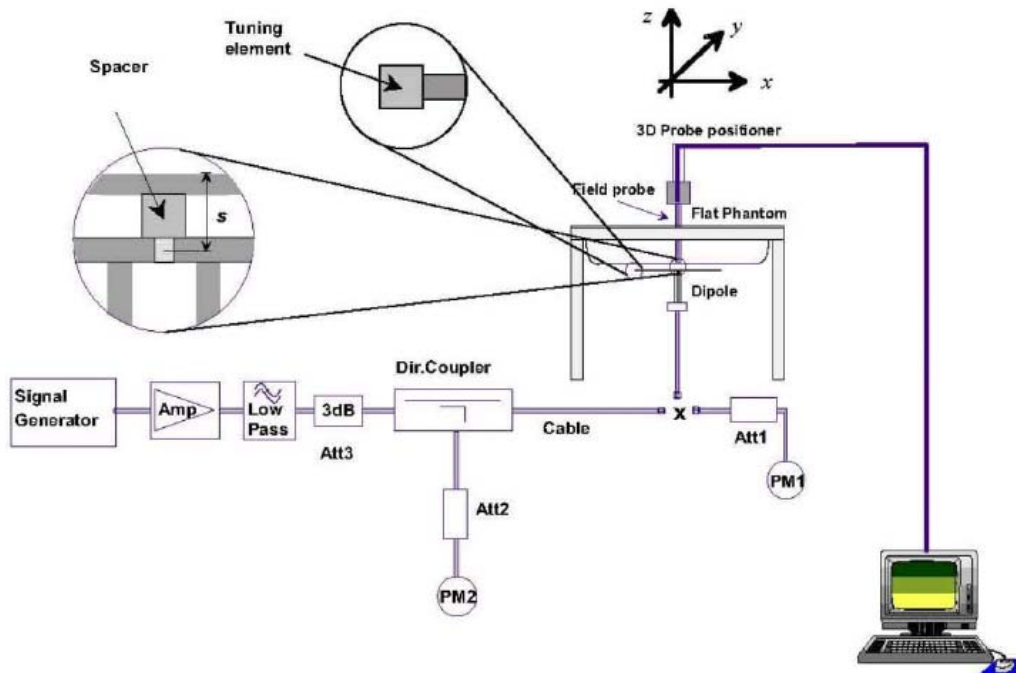 Tuning
element
Spacer
s
z
y
x
3D Probe positioner
Field probe
Flat Phantom
Dipole
Dir.Coupler
Signal
Generator
Amp
Low
Pass
3dB
Att3
Cable
x
Att1
PM1
Att2
PM2